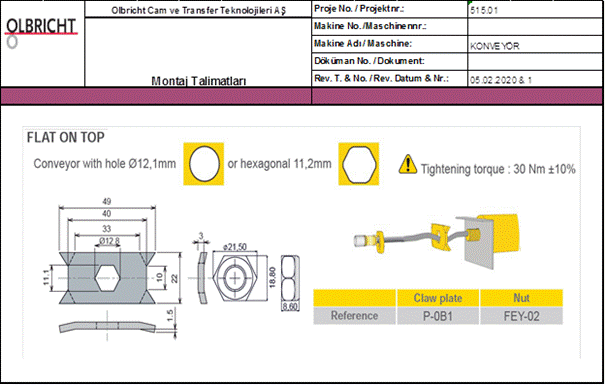 OLBRICHT
Olbricht Cam ve Transfer Teknolojileri AŞ
Montaj Talimatları
Proje No. / Projektnr.: 515.01
Makine No./Maschinennr.:
Makine Adı / Maschine: KONVEYOR
Döküman No. / Dokument:
Rev. T. & No. / Rev. Datum & Nr.: 05.02.2020 & 1
FLAT ON TOP
Conveyor with hole Ø12,1mm or hexagonal 11,2mm Tightening torque : 30 Nm ±10%
49
40
33
Ø12.8
11.1
10
22
1.5
3
ø21,50
18,80
8,60
Claw plate Nut
Reference P-0B1 FEY-02